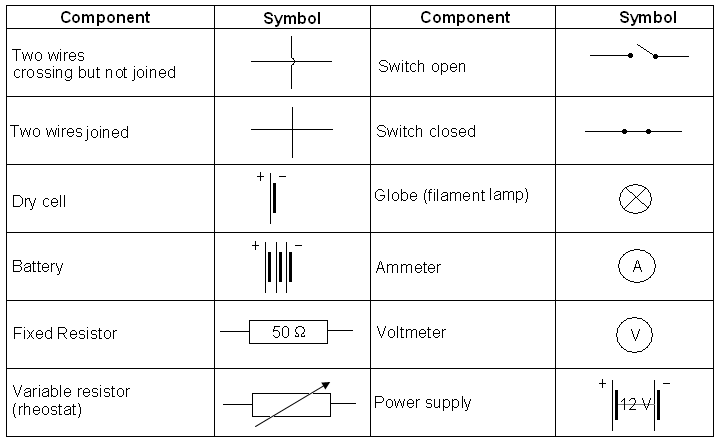 Component Symbol Component Symbol
Two wires
crossing but not joined
Switch open
Two wires joined
Switch closed
Dry cell
+ −
Globe (filament lamp)
Battery
+ −
Ammeter
A
Fixed Resistor
50 Ω
Voltmeter
V
Variable resistor
(rheostat)
Power supply
+ −
12 V